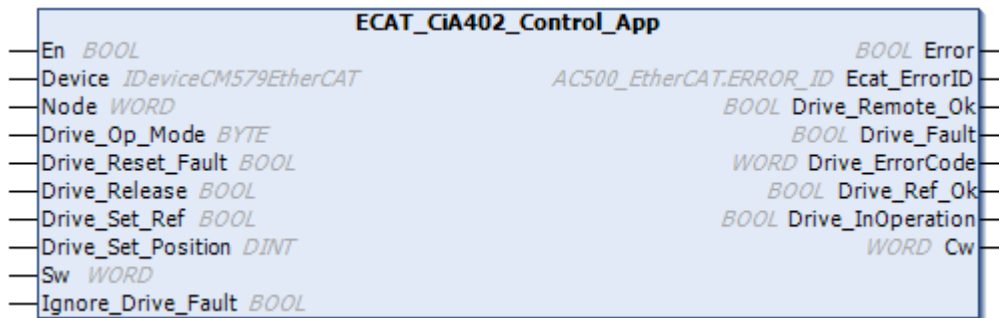 ECAT_CiA402_Control_App
En BOOL BOOL Error
Device IDeviceCM579EtherCAT AC500_EtherCAT.ERROR_ID Ecat_ErrorID
Node WORD BOOL Drive_Remote_Ok
Drive_Op_Mode BYTE BOOL Drive_Fault
Drive_Reset_Fault BOOL WORD Drive_ErrorCode
Drive_Release BOOL BOOL Drive_Ref_Ok
Drive_Set_Ref BOOL BOOL Drive_InOperation
Drive_Set_Position DINT WORD Cw
Sw WORD
Ignore_Drive_Fault BOOL